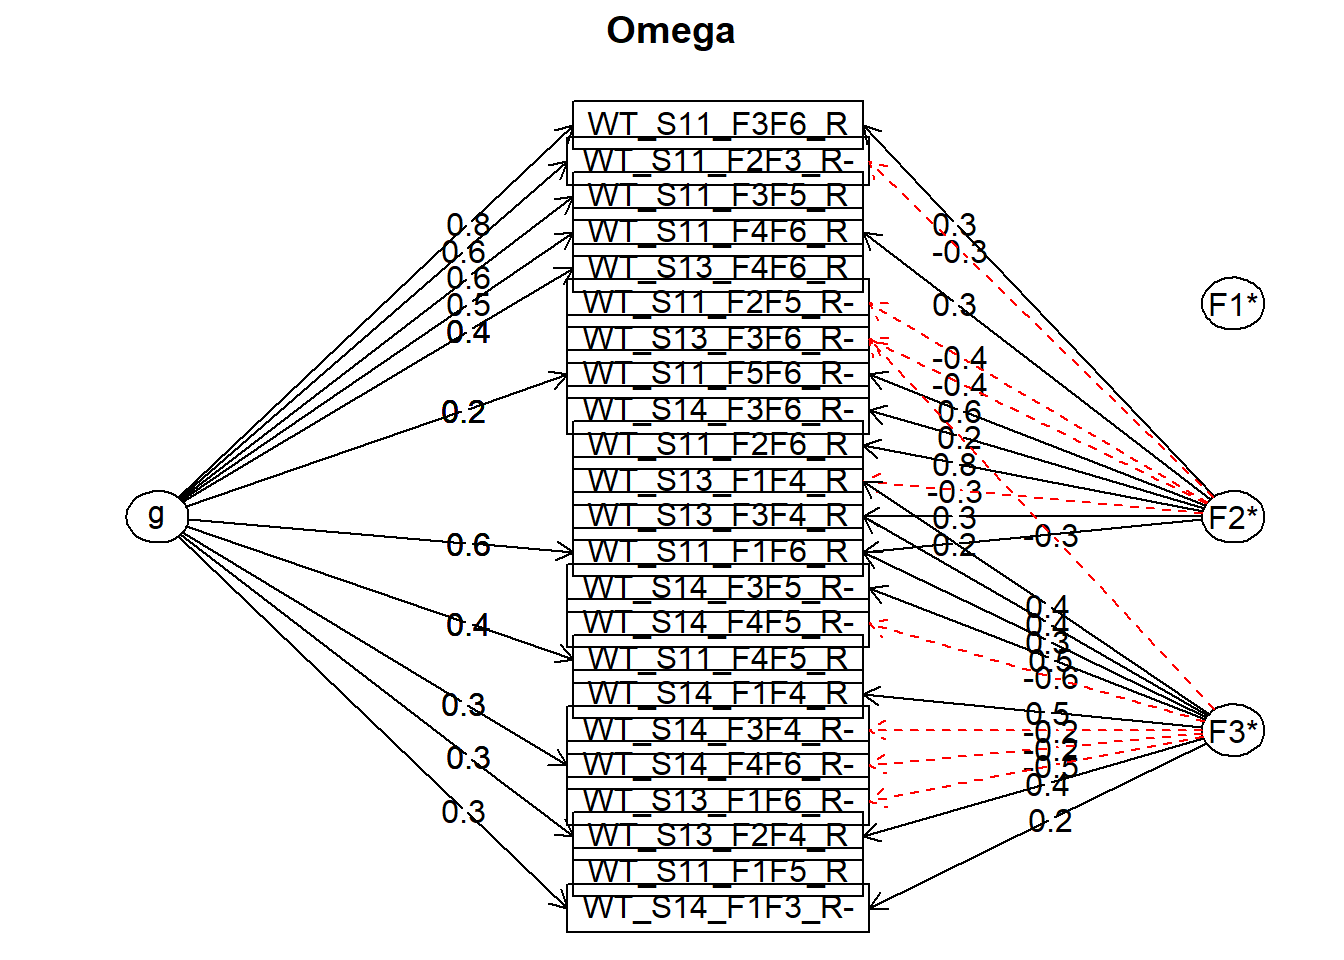 Omega
WT_S11_F3F6_R
WT_S11_F2F3_R-
WT_S11_F3F5_R
WT_S11_F4F6_R
WT_S13_F4F6_R
WT_S11_F2F5_R-
WT_S13_F3F6_R-
WT_S11_F5F6_R-
WT_S14_F3F6_R-
WT_S11_F2F6_R
WT_S13_F1F4_R
WT_S13_F3F4_R
WT_S11_F1F6_R
WT_S14_F3F5_R-
WT_S14_F4F5_R-
WT_S11_F4F5_R
WT_S14_F1F4_R
WT_S14_F3F4_R-
WT_S14_F4F6_R-
WT_S13_F1F6_R-
WT_S13_F2F4_R
WT_S11_F1F5_R
WT_S14_F1F3_R-
g
0.8
0.6
0.6
0.5
0.4
0.2
0.6
0.4
0.3
0.3
0.3
F1*
F2*
F3*
0.3
-0.3
0.3
-0.4
-0.4
0.6
0.2
0.8
-0.3
0.3
0.2
-0.3
0.4
0.4
0.3
0.5
-0.6
0.5
-0.2
-0.2
-0.5
0.4
0.2